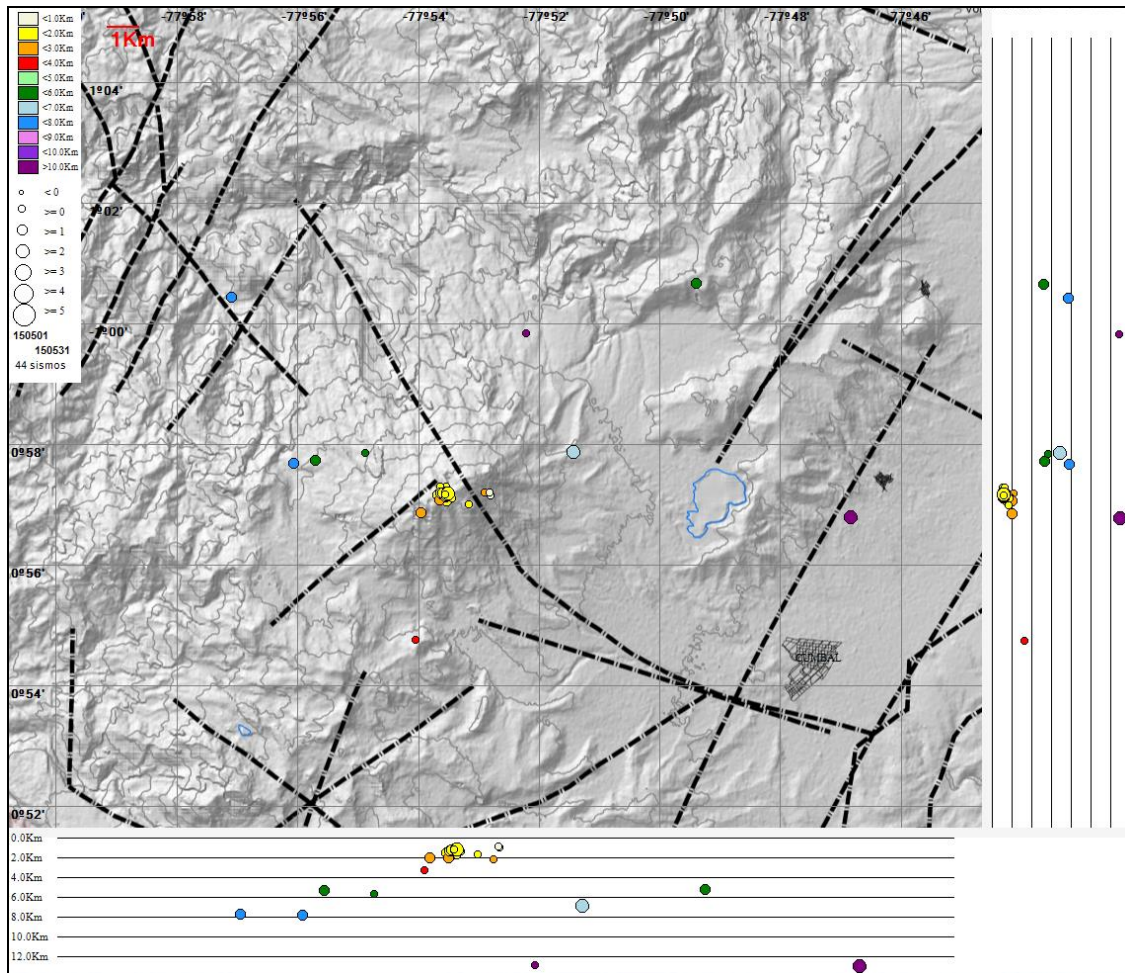 -77º58' -77º56' -77º54' -77º52' -77º50' -77º48' -77º46'
<1.0Km
<2.0Km
<3.0Km
<4.0Km
<5.0Km
<6.0Km
<7.0Km
<8.0Km
<9.0Km
<10.0Km
>10.0Km
< 0
>= 0
>= 1
>= 2
>= 3
>= 4
>= 5
150501
150531
44 sismos
1Km
1º04'
1º02'
1º00'
0º58'
0º56'
0º54'
0º52'
CUMBAL
0.0Km
2.0Km
4.0Km
6.0Km
8.0Km
10.0Km
12.0Km